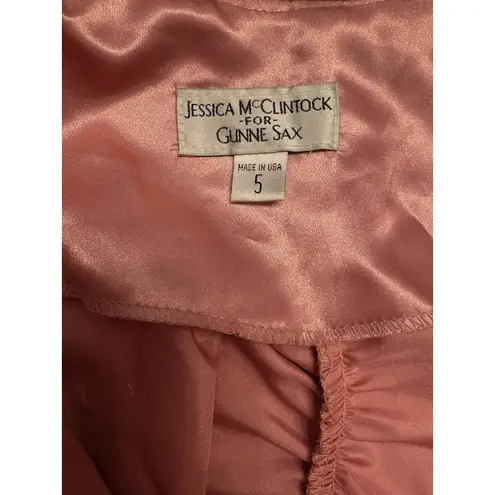 JESSICA MCCLINTOCK
-FOR-
GUNNE SAX
MADE IN USA
5